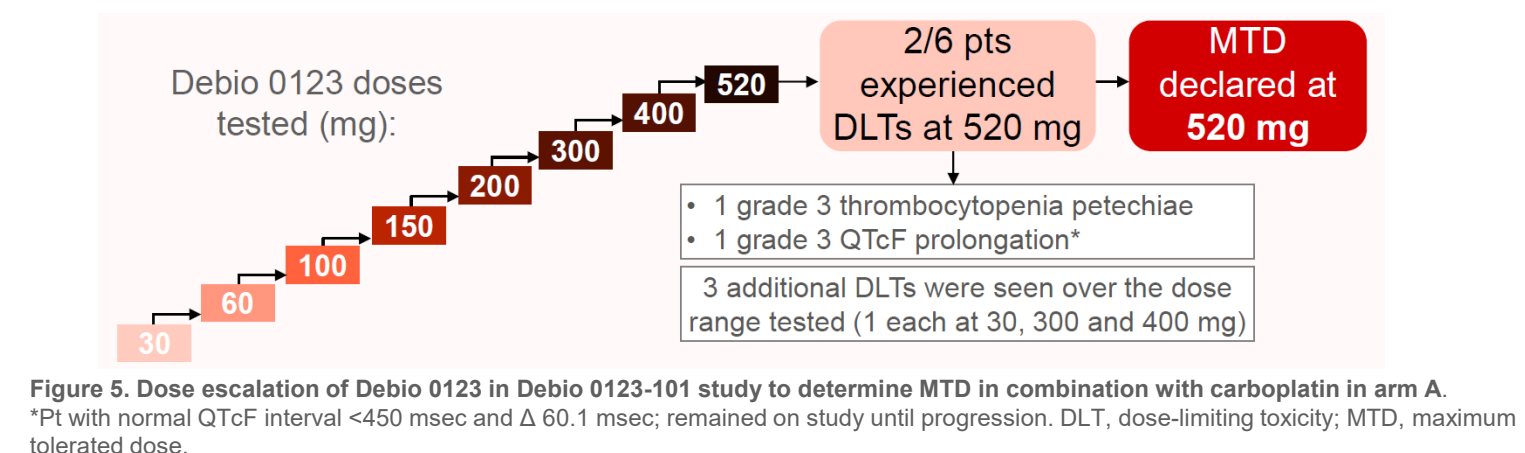 Debio 0123 doses
tested (mg):
30
60
100
150
200
300
400
520
2/6 pts
experienced
DLTs at 520 mg
MTD
declared at
520 mg
• 1 grade 3 thrombocytopenia petechiae
• 1 grade 3 QTcF prolongation*
3 additional DLTs were seen over the dose
range tested (1 each at 30, 300 and 400 mg)
Figure 5. Dose escalation of Debio 0123 in Debio 0123-101 study to determine MTD in combination with carboplatin in arm A.
*Pt with normal QTcF interval <450 msec and Δ 60.1 msec; remained on study until progression. DLT, dose-limiting toxicity; MTD, maximum
tolerated dose.